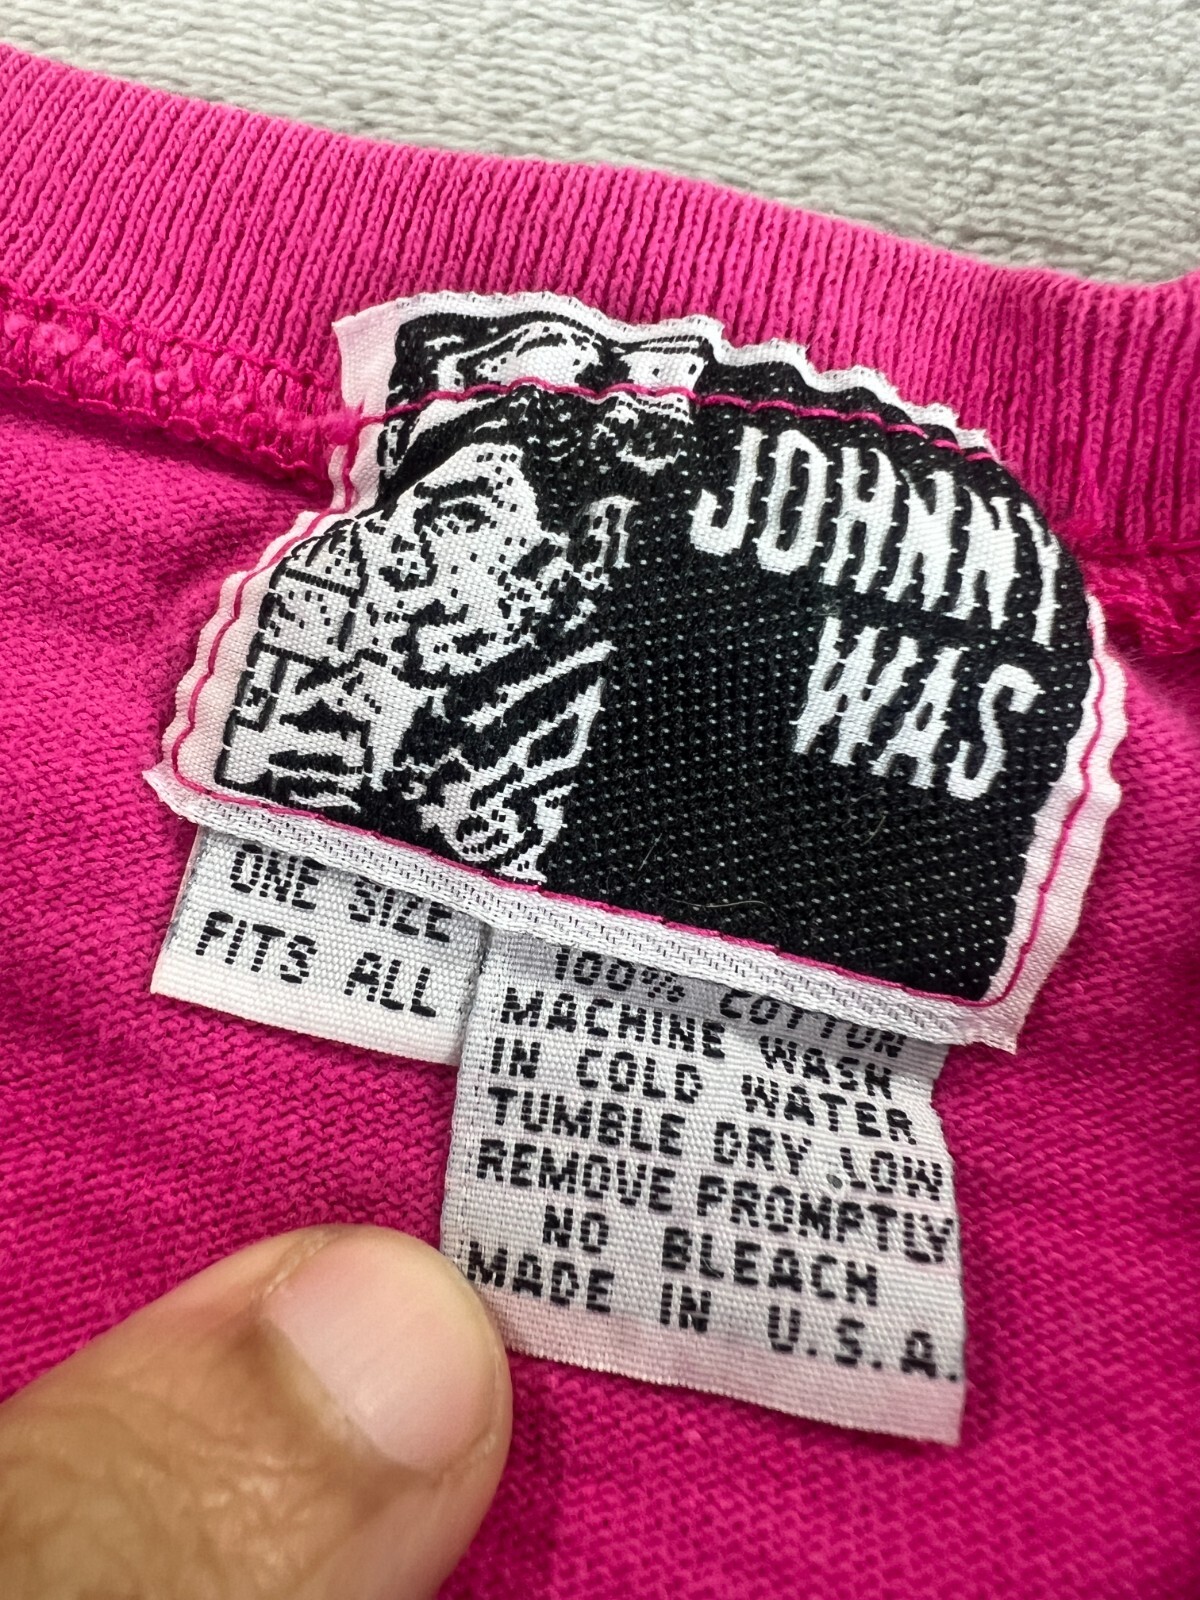 JOHNNY
WAS
ONE SIZE
FITS ALL
100% COTTON
MACHINE WASH
IN COLD WATER
TUMBLE DRY LOW
REMOVE PROMPTLY
NO BLEACH
MADE IN U.S.A.